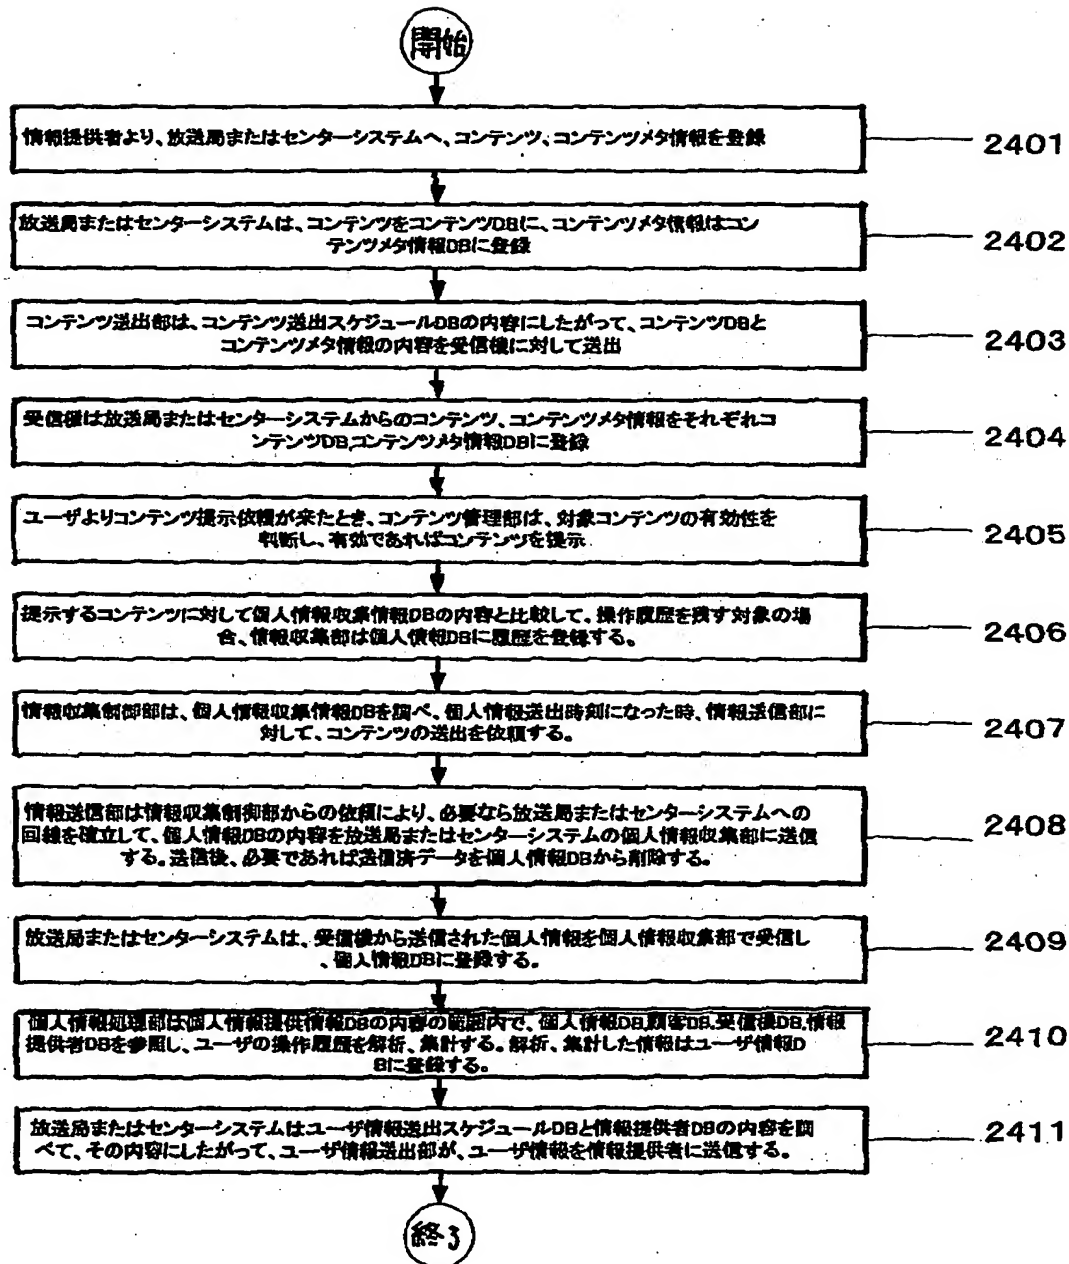 開始
情報提供者より、放送局またはセンターシステムへ、コンテンツ、コンテンツメタ情報を登録
2401
放送局またはセンターシステムは、コンテンツをコンテンツDBに、コンテンツメタ情報はコン
テンツメタ情報DBに登録
2402
コンテンツ送出部は、コンテンツ送出スケジュールDBの内容にしたがって、コンテンツDBと
コンテンツメタ情報の内容を受信機に対して送出
2403
受信機は放送局またはセンターシステムからのコンテンツ、コンテンツメタ情報をそれぞれコ
ンテンツDB,コンテンツメタ情報DBに登録
2404
ユーザよりコンテンツ提示依頼が来たとき、コンテンツ管理部は、対象コンテンツの有効性を
判断し、有効であればコンテンツを提示
2405
提示するコンテンツに対して個人情報収集情報DBの内容と比較して、操作履歴を残す対象の場
合、情報収集部は個人情報DBに履歴を登録する。
2406
情報収集制御部は、個人情報収集情報DBを調べ、個人情報送出時刻になった時、情報送信部に
対して、コンテンツの送出を依頼する。
2407
情報送信部は情報収集制御部からの依頼により、必要なら放送局またはセンターシステムへの
回線を確立して、個人情報DBの内容を放送局またはセンターシステムの個人情報収集部に送信
する。送信後、必要であれば送信済データを個人情報DBから削除する。
2408
放送局またはセンターシステムは、受信機から送信された個人情報を個人情報収集部で受信し
、個人情報DBに登録する。
2409
個人情報処理部は個人情報提供情報DBの内容の範囲内で、個人情報DB,顧客DB,受信機DB,情報
提供者DBを参照し、ユーザの操作履歴を解析、集計する。解析、集計した情報はユーザ情報D
Bに登録する。
2410
放送局またはセンターシステムはユーザ情報送出スケジュールDBと情報提供者DBの内容を調
べて、その内容にしたがって、ユーザ情報送出部が、ユーザ情報を情報提供者に送信する。
2411
終了